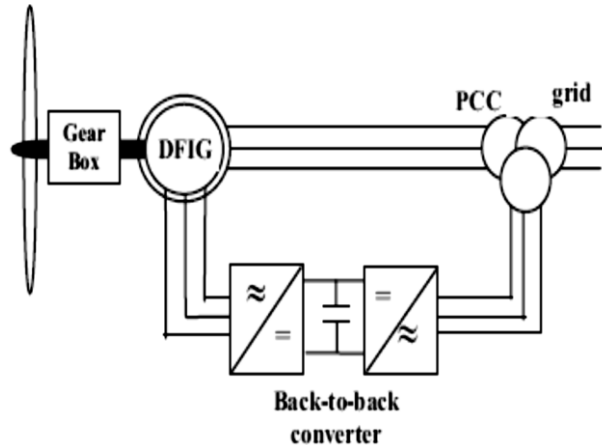 PCC
grid
Gear
Box
DFIG
≈
=
=
≈
Back-to-back
converter